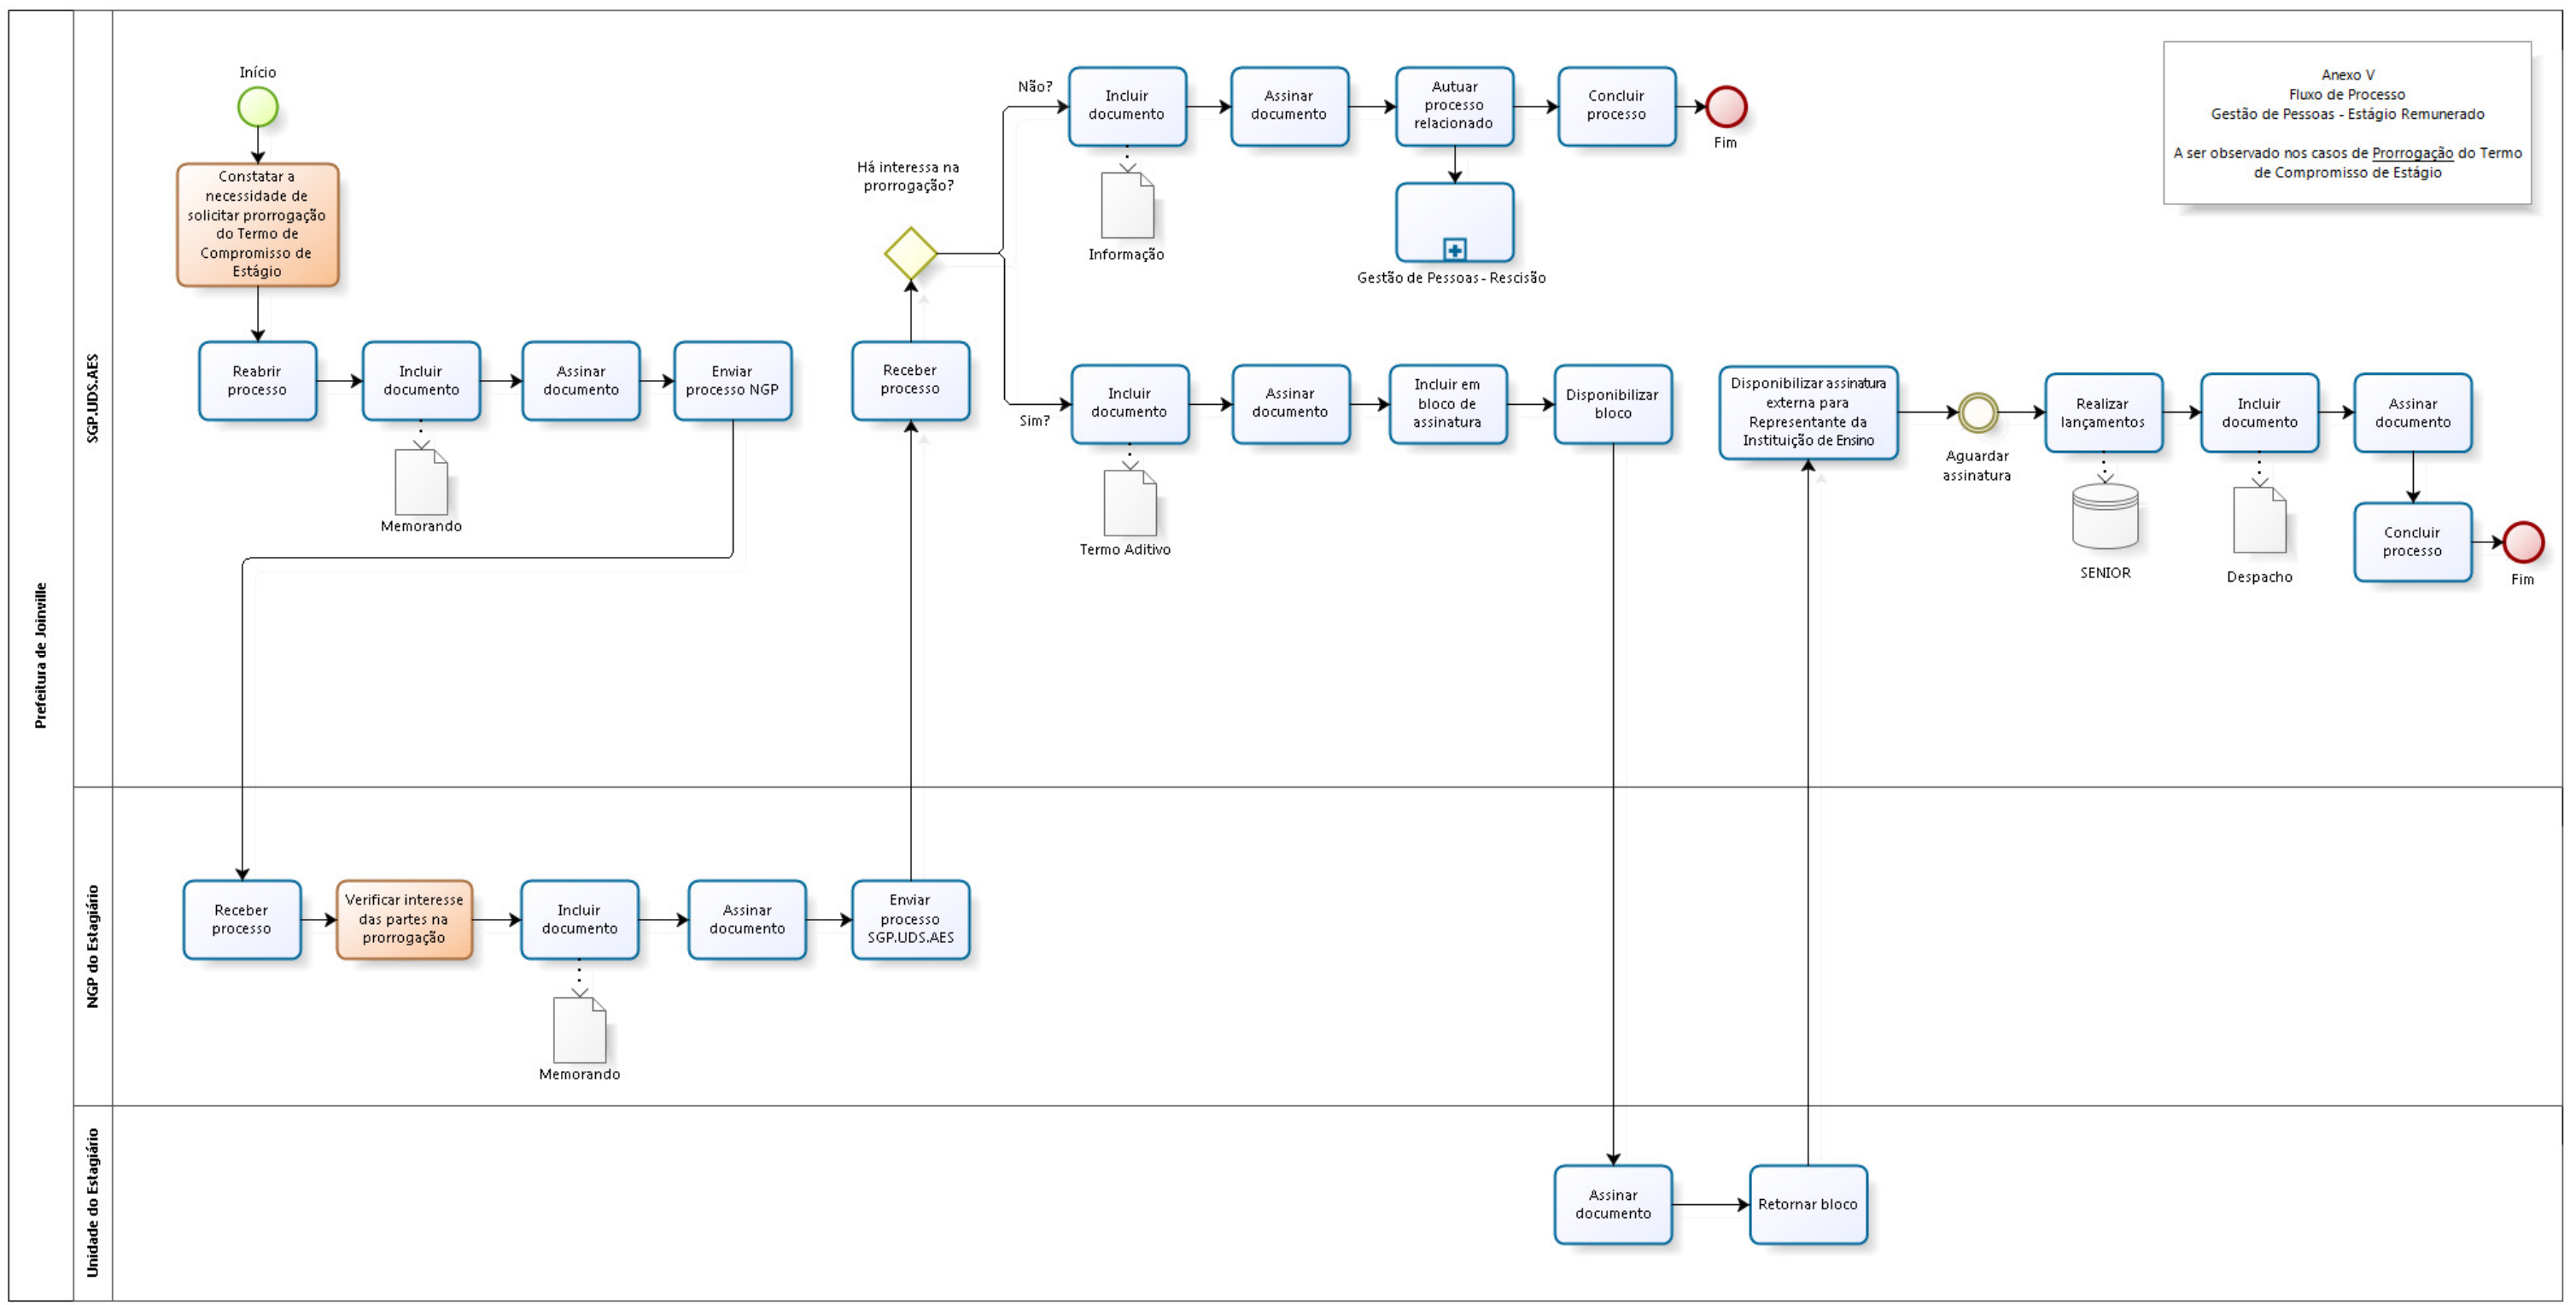 Prefeitura de Joinville
SGP.UDS.AES
Início
Constatar a
necessidade de
solicitar prorrogação
do Termo de
Compromisso de
Estágio
Reabrir
processo
Incluir
documento
Memorando
Assinar
documento
Enviar
processo NGP
Receber
processo
Há interessa na
prorrogação?
Não?
Incluir
documento
Informação
Assinar
documento
Autuar
processo
relacionado
Gestão de Pessoas - Rescisão
Concluir
processo
Fim
Sim?
Incluir
documento
Termo Aditivo
Assinar
documento
Incluir em
bloco de
assinatura
Disponibilizar
bloco
Disponibilizar assinatura
externa para
Representante da
Instituição de Ensino
Aguardar
assinatura
Realizar
lançamentos
SENIOR
Incluir
documento
Despacho
Assinar
documento
Concluir
processo
Fim
Anexo V
Fluxo de Processo
Gestão de Pessoas - Estágio Remunerado
A ser observado nos casos de Prorrogação do Termo
de Compromisso de Estágio
NGP do Estagiário
Receber
processo
Verificar interesse
das partes na
prorrogação
Incluir
documento
Memorando
Assinar
documento
Enviar
processo
SGP.UDS.AES
Unidade do Estagiário
Assinar
documento
Retornar bloco